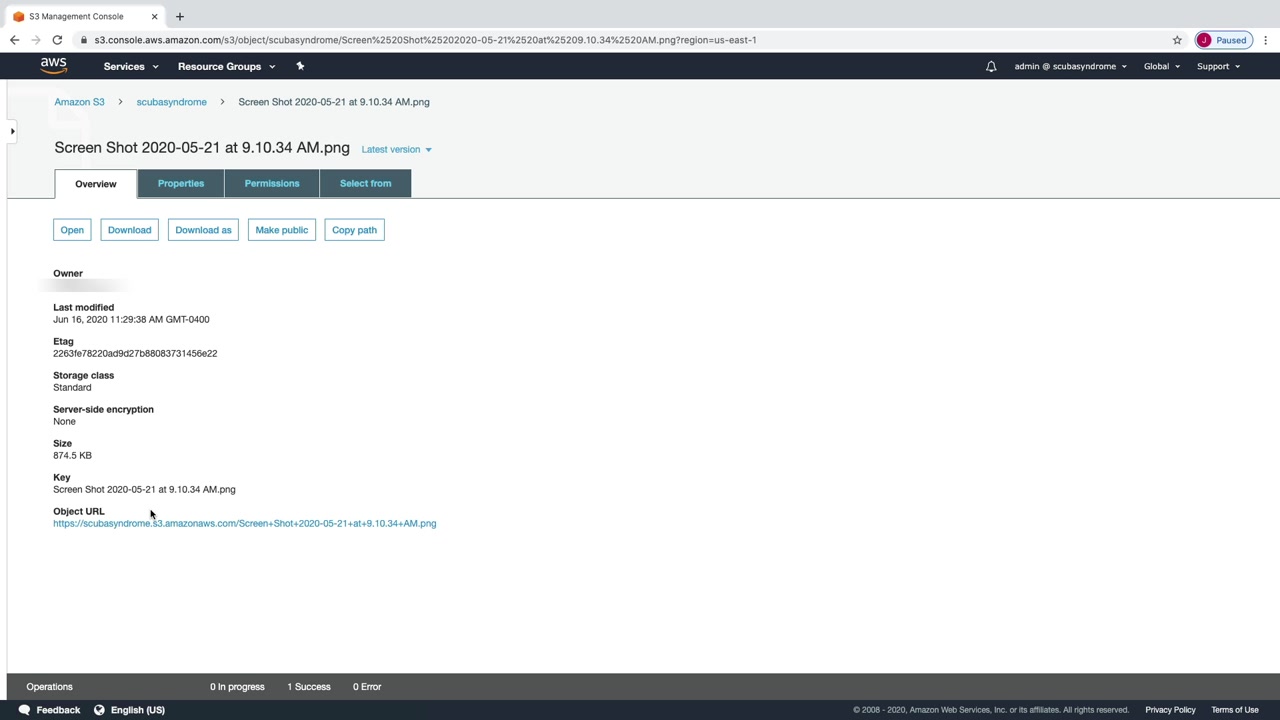 S3 Management Console
s3.console.aws.amazon.com/s3/object/scubasyndrome/Screen%2520Shot%25202020-05-21%2520at%25209.10.34%2520AM.png?region=us-east-1
J Paused
aws Services Resource Groups admin @ scubasyndrome Global Support
Amazon S3 > scubasyndrome > Screen Shot 2020-05-21 at 9.10.34 AM.png
Screen Shot 2020-05-21 at 9.10.34 AM.png Latest version
Overview Properties Permissions Select from
Open Download Download as Make public Copy path
Owner
Last modified
Jun 16, 2020 11:29:38 AM GMT-0400
Etag
2263fe78220ad9d27b88083731456e22
Storage class
Standard
Server-side encryption
None
Size
874.5 KB
Key
Screen Shot 2020-05-21 at 9.10.34 AM.png
Object URL
https://scubasyndrome.s3.amazonaws.com/Screen+Shot+2020-05-21+at+9.10.34+AM.png
Operations 0 In progress 1 Success 0 Error
Feedback English (US) © 2008 - 2020, Amazon Web Services, Inc. or its affiliates. All rights reserved. Privacy Policy Terms of Use